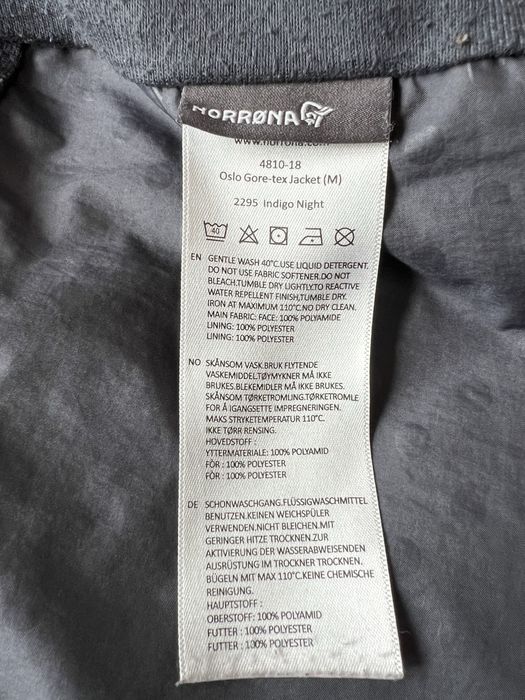 NORRØNA
www.norrona.com
4810-18
Oslo Gore-tex Jacket (M)
2295 Indigo Night
40
EN GENTLE WASH 40°C.USE LIQUID DETERGENT.
DO NOT USE FABRIC SOFTENER.DO NOT
BLEACH.TUMBLE DRY LIGHTLY.TO REACTIVE
WATER REPELLENT FINISH,TUMBLE DRY.
IRON AT MAXIMUM 110°C.NO DRY CLEAN.
MAIN FABRIC: FACE: 100% POLYAMIDE
LINING: 100% POLYESTER
LINING: 100% POLYESTER
NO SKÅNSOM VASK.BRUK FLYTENDE
VASKEMIDDEL.TØYMYKNER MÅ IKKE
BRUKES.BLEKEMIDLER MÅ IKKE BRUKES.
SKÅNSOM TØRKETROMLING.TØRKETROMLE
FOR Å IGANGSETTE IMPREGNERINGEN.
MAKS STRYKETEMPERATUR 110°C.
IKKE TØRR RENSING.
HOVEDSTOFF :
YTTERMATERIALE: 100% POLYAMID
FÔR : 100% POLYESTER
FÔR : 100% POLYESTER
DE SCHONWASCHGANG.FLÜSSIGWASCHMITTEL
BENUTZEN.KEINEN WEICHSPÜLER
VERWENDEN.NICHT BLEICHEN.MIT
GERINGER HITZE TROCKNEN.ZUR
AKTIVIERUNG DER WASSERABWEISENDEN
AUSRÜSTUNG IM TROCKNER TROCKNEN.
BÜGELN MIT MAX 110°C.KEINE CHEMISCHE
REINIGUNG.
HAUPTSTOFF :
OBERSTOFF: 100% POLYAMID
FUTTER : 100% POLYESTER
FUTTER : 100% POLYESTER